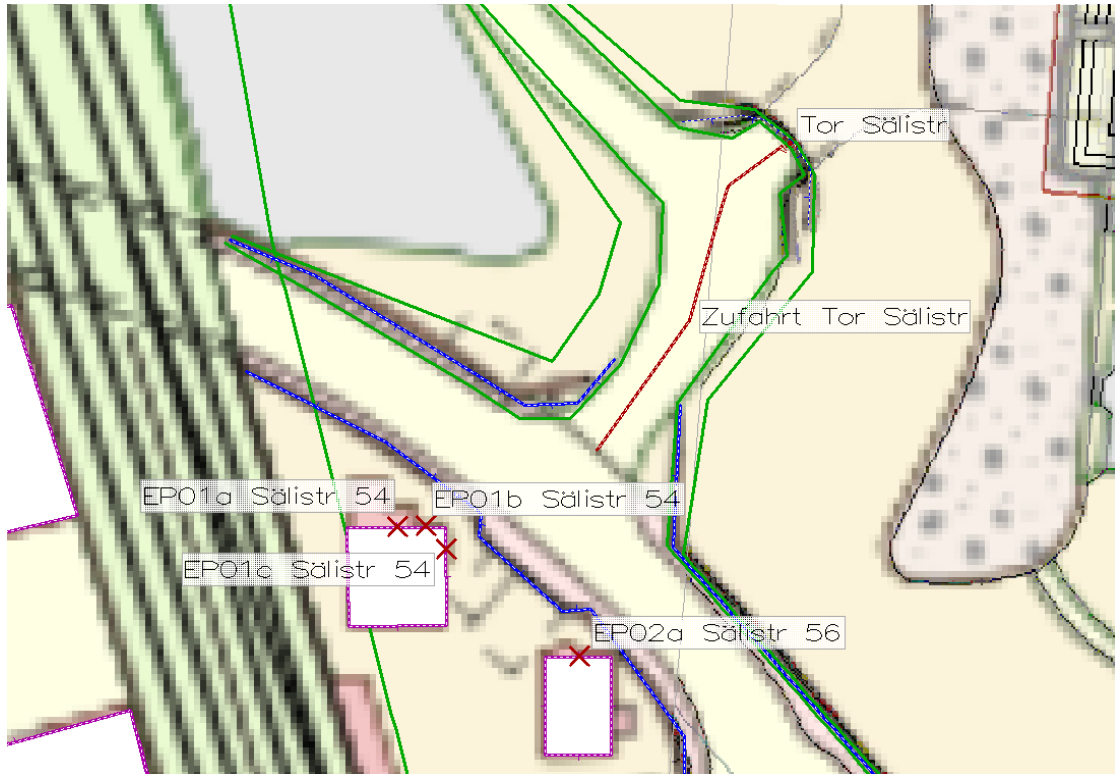 Tor Sälistr
Zufahrt Tor Sälistr
EP01a Sälistr 54
EP01b Sälistr 54
EP01c Sälistr 54
EP02a Sälistr 56